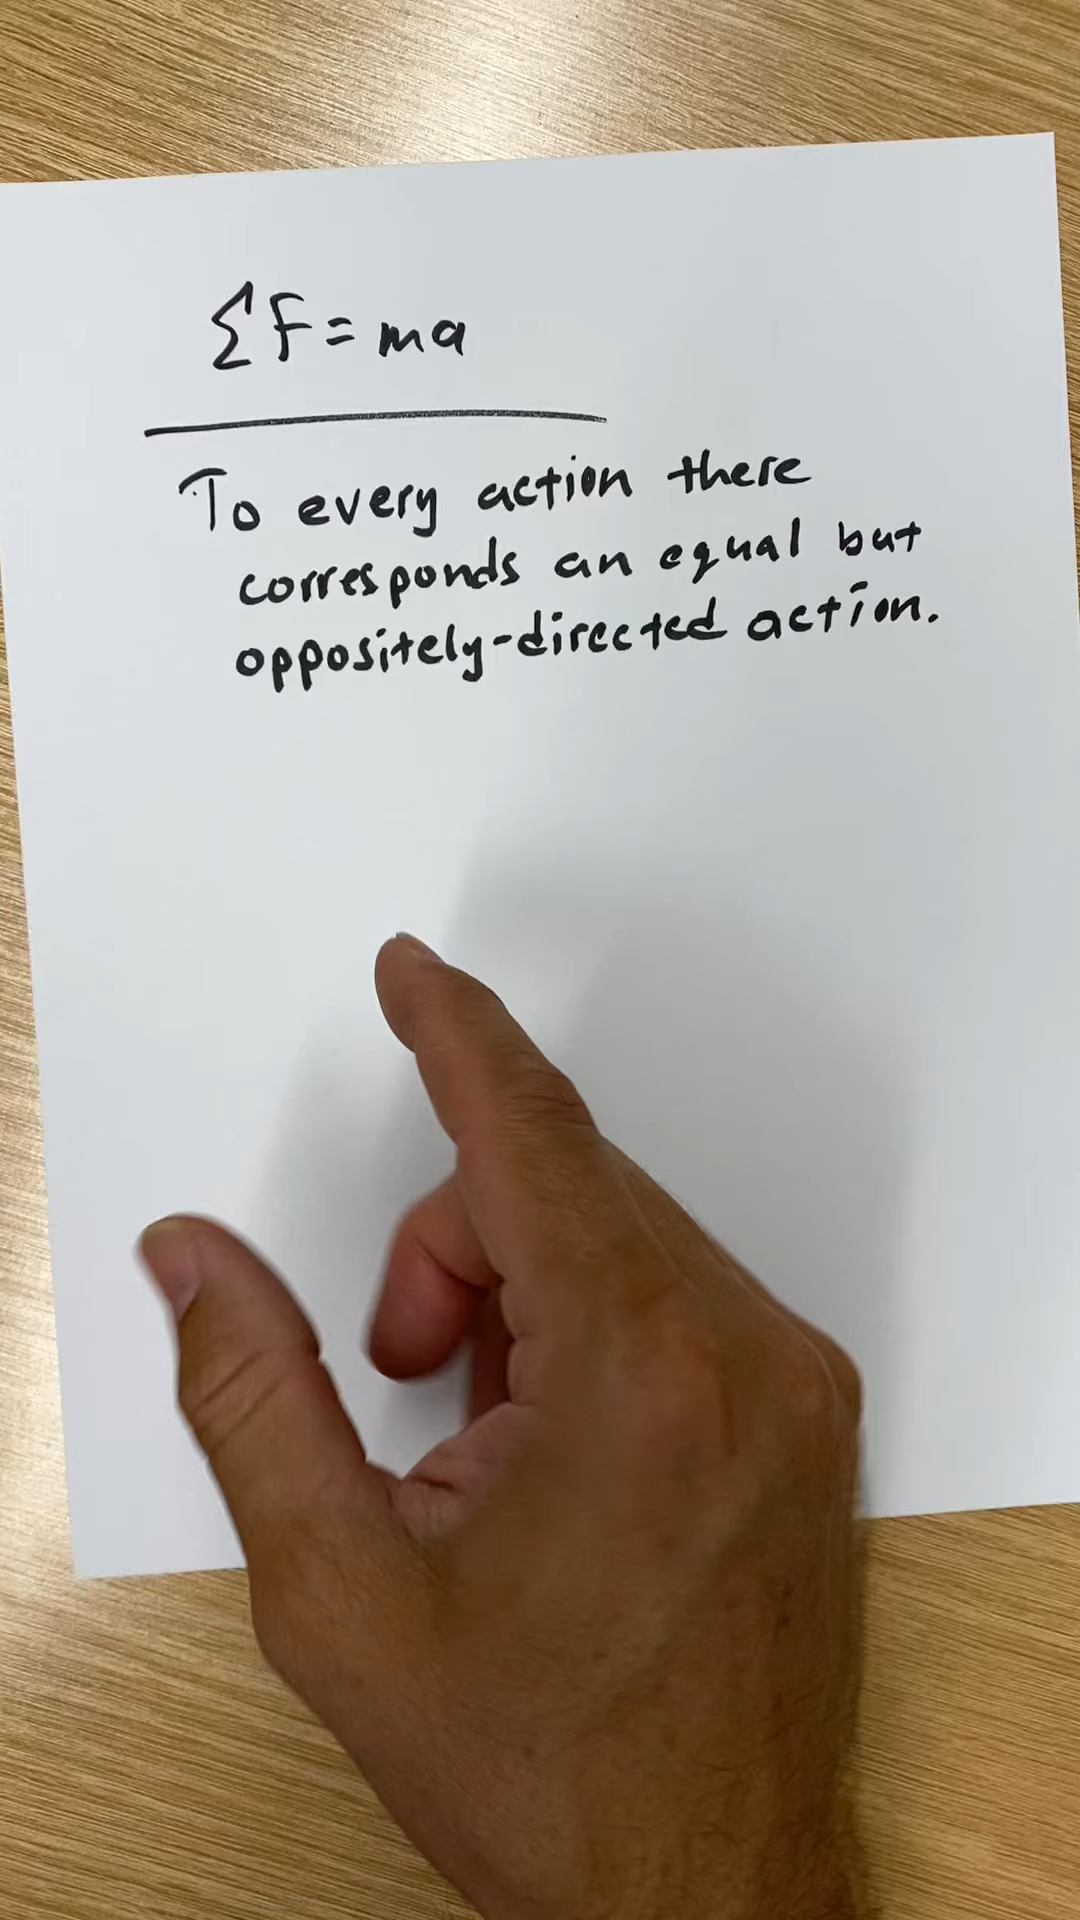 ΣF = ma
To every action there
corresponds an equal but
oppositely-directed action.